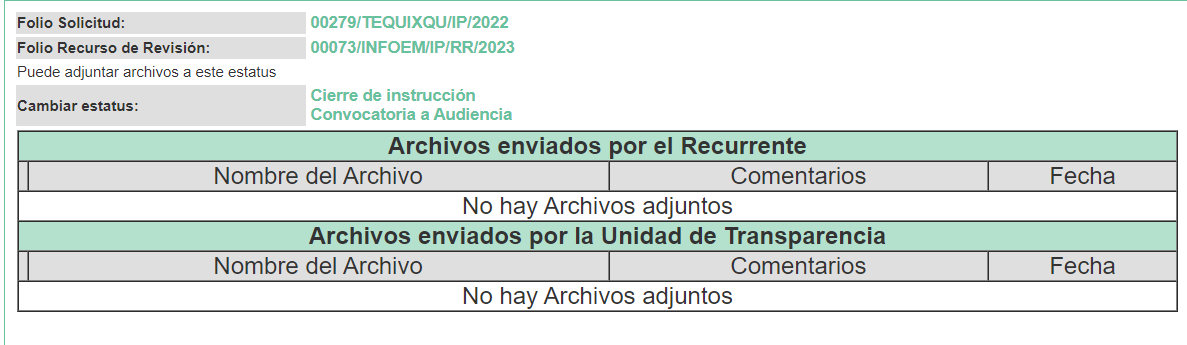 Folio Solicitud: 00279/TEQUIXQU/IP/2022
Folio Recurso de Revisión: 00073/INFOEM/IP/RR/2023
Puede adjuntar archivos a este estatus
Cambiar estatus: Cierre de instrucción
Convocatoria a Audiencia
Archivos enviados por el Recurrente
Nombre del Archivo Comentarios Fecha
No hay Archivos adjuntos
Archivos enviados por la Unidad de Transparencia
Nombre del Archivo Comentarios Fecha
No hay Archivos adjuntos